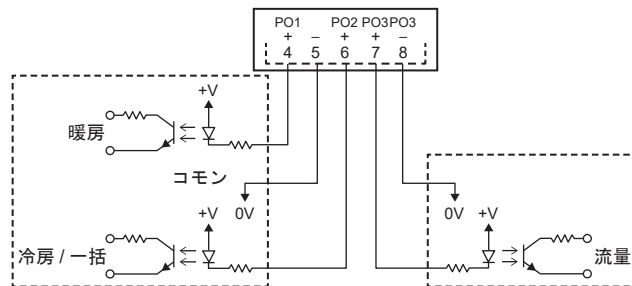 PO1 PO2 PO3 PO3
+ – + + –
4 5 6 7 8
+V
暖房
コモン
+V 0V 0V +V
冷房 / 一括
流量